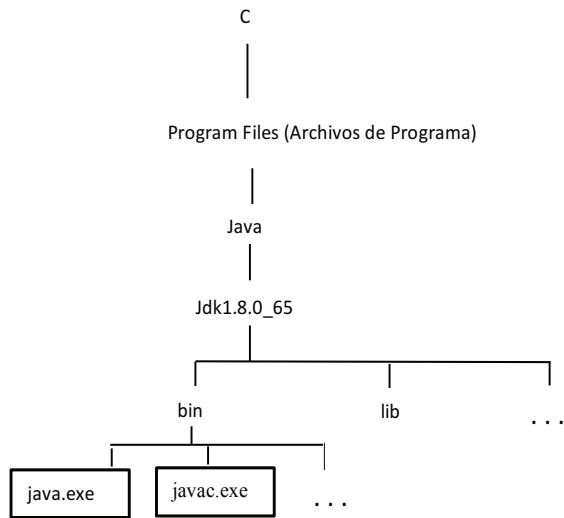 C
Program Files (Archivos de Programa)
Java
Jdk1.8.0_65
bin lib ...
java.exe javac.exe ...